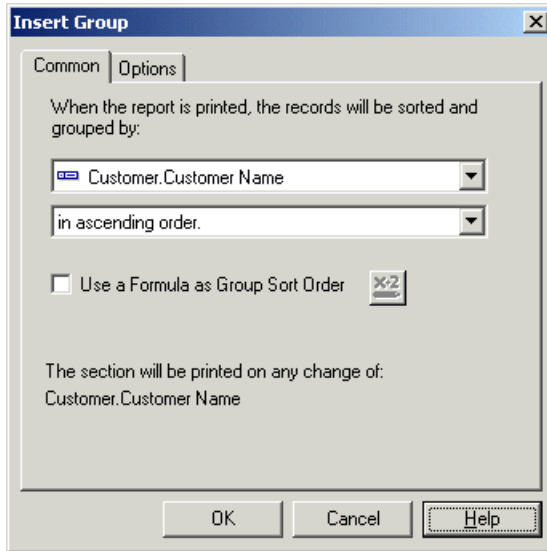 Insert Group
Common
Options
When the report is printed, the records will be sorted and
grouped by:
Customer.Customer Name
in ascending order.
Use a Formula as Group Sort Order
x-2
The section will be printed on any change of:
Customer.Customer Name
OK
Cancel
Help